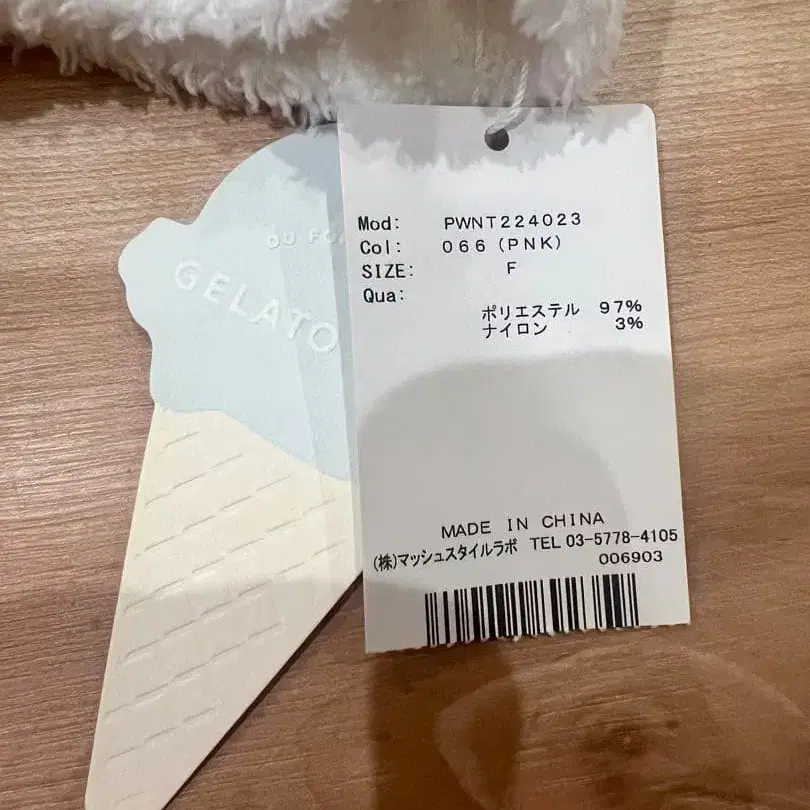 DU FO
GELATO
Mod: PWNT224023
Col: 066(PNK)
SIZE: F
Qua:
ポリエステル 97%
ナイロン 3%
MADE IN CHINA
(株)マッシュスタイルラボ TEL 03-5778-4105
006903